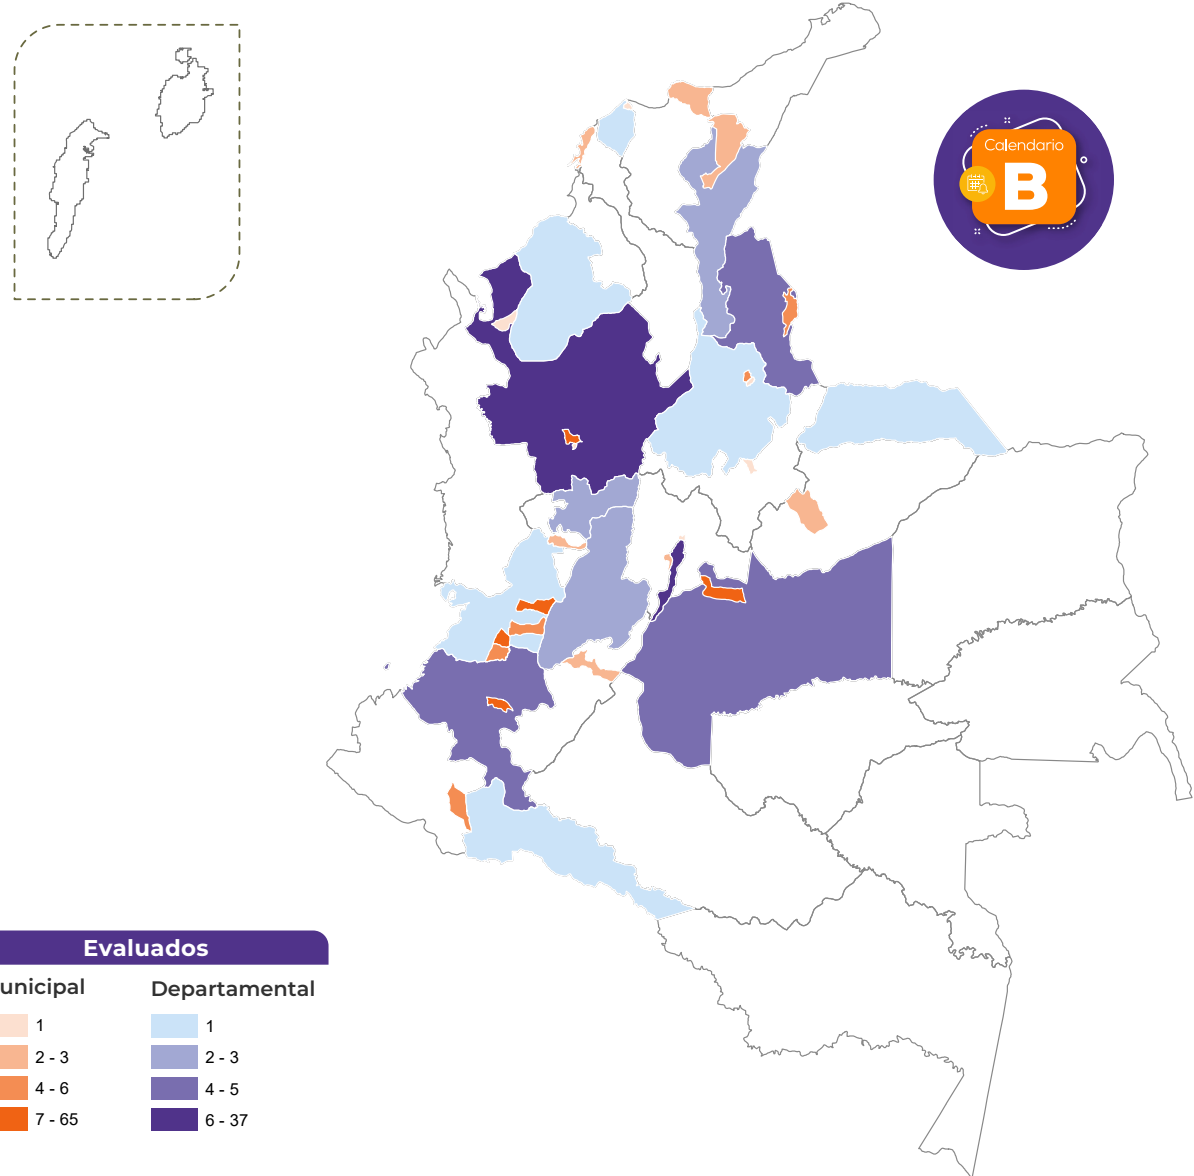 Calendario
B
Evaluados
unicipal
Departamental
1
1
2 - 3
2 - 3
4 - 6
4 - 5
7 - 65
6 - 37